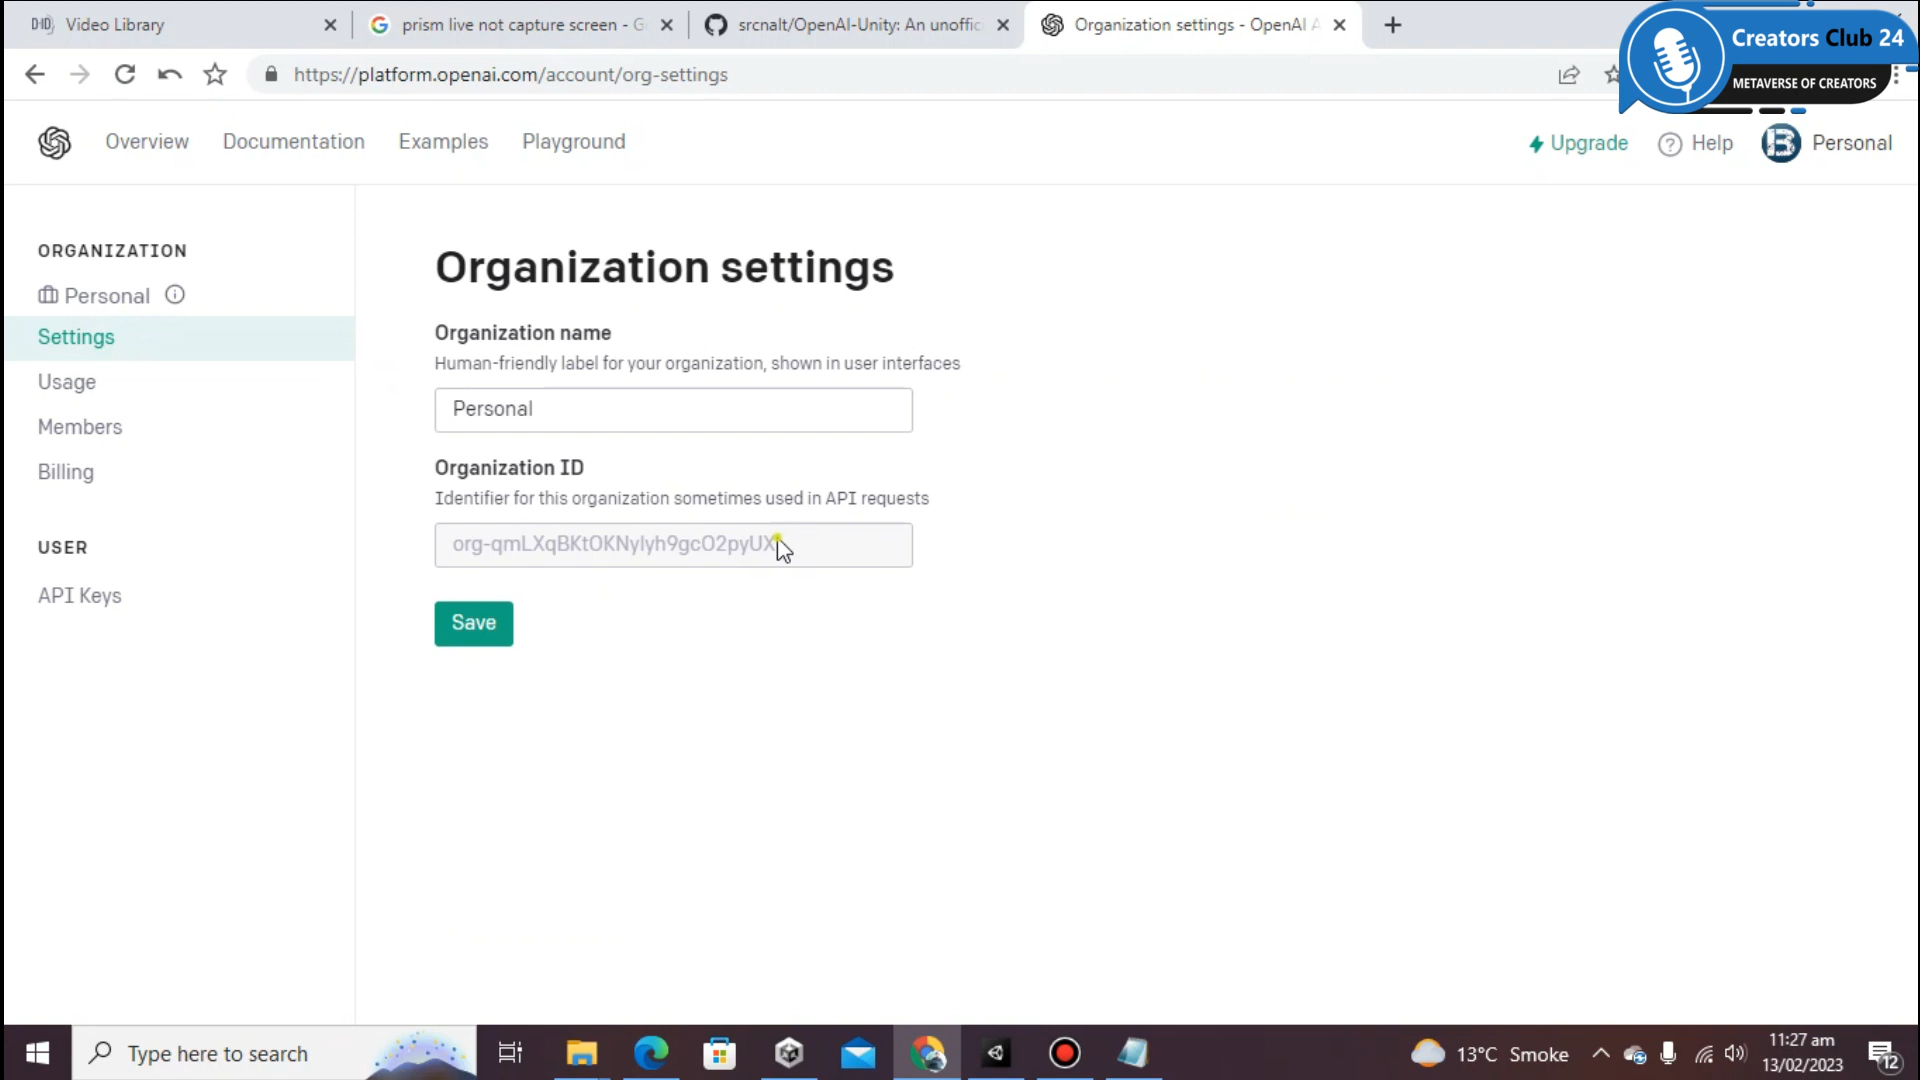 Video Library
prism live not capture screen - G
srcnalt/OpenAI-Unity: An unoffic
Organization settings - OpenAI A
Creators Club 24
METAVERSE OF CREATORS
https://platform.openai.com/account/org-settings
Overview
Documentation
Examples
Playground
Upgrade
Help
Personal
ORGANIZATION
Personal
Settings
Usage
Members
Billing
USER
API Keys
Organization settings
Organization name
Human-friendly label for your organization, shown in user interfaces
Personal
Organization ID
Identifier for this organization sometimes used in API requests
Save
Type here to search
13°C Smoke
11:27 am
13/02/2023
12